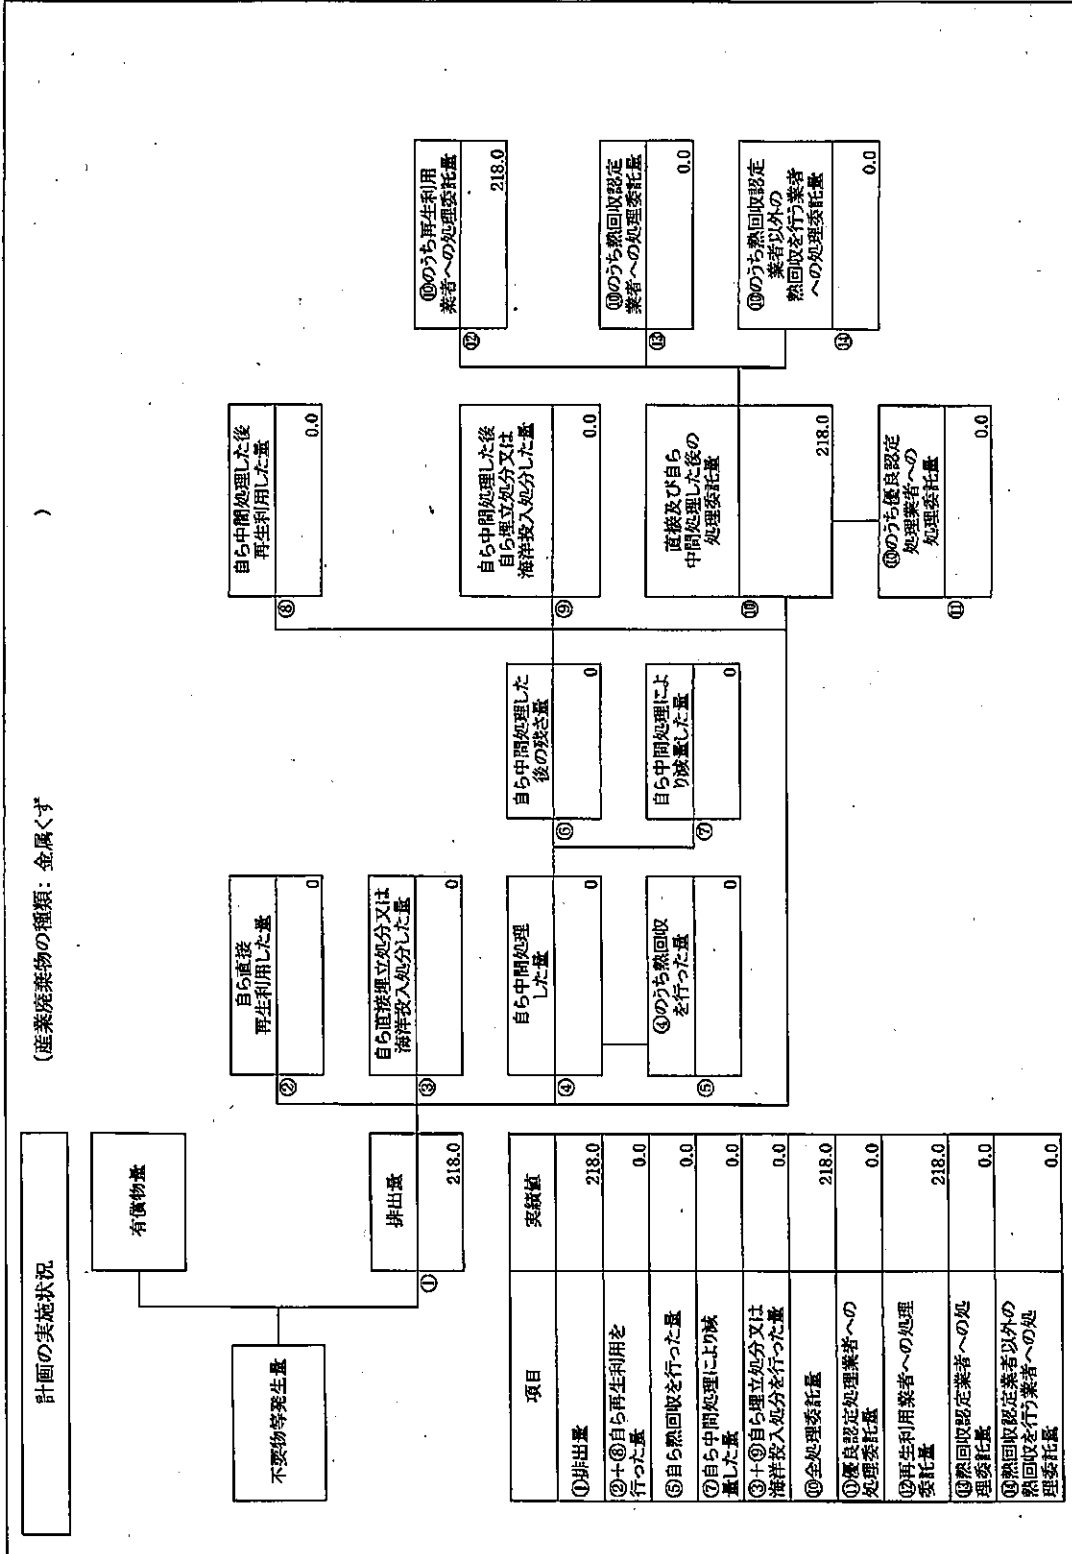 計画の実施状況
(産業廃棄物の種類: 金属くず
)
不要物等発生量
有償物量
①
排出量
218.0
②
自ら直接
再生利用した量
0
③
自ら直接埋立処分又は
海洋投入処分した量
0
④
自ら中間処理
した量
0
⑤
④のうち熱回収
を行った量
0
⑥
自ら中間処理した
後の残さ量
0
⑦
自ら中間処理によ
り減量した量
0
⑧
自ら中間処理した後
再生利用した量
0.0
⑨
自ら中間処理した後
自ら埋立処分又は
海洋投入処分した量
0.0
⑩
直接及び自ら
中間処理した後の
処理委託量
218.0
⑪
⑩のうち優良認定
処理業者への
処理委託量
0.0
⑫
⑩のうち再生利用
業者への処理委託量
218.0
⑬
⑩のうち熱回収認定
業者への処理委託量
0.0
⑭
⑩のうち熱回収認定
業者以外の
熱回収を行う業者
への処理委託量
0.0
項目 実績値
①排出量 218.0
②+⑧自ら再生利用を
行った量 0.0
⑤自ら熱回収を行った量 0.0
⑦自ら中間処理により減
量した量 0.0
③+⑨自ら埋立処分又は
海洋投入処分を行った量 0.0
⑩全処理委託量 218.0
⑪優良認定処理業者への
処理委託量 0.0
⑫再生利用業者への処理
委託量 218.0
⑬熱回収認定業者への処
理委託量 0.0
⑭熱回収認定業者以外の
熱回収を行う業者への処
理委託量 0.0